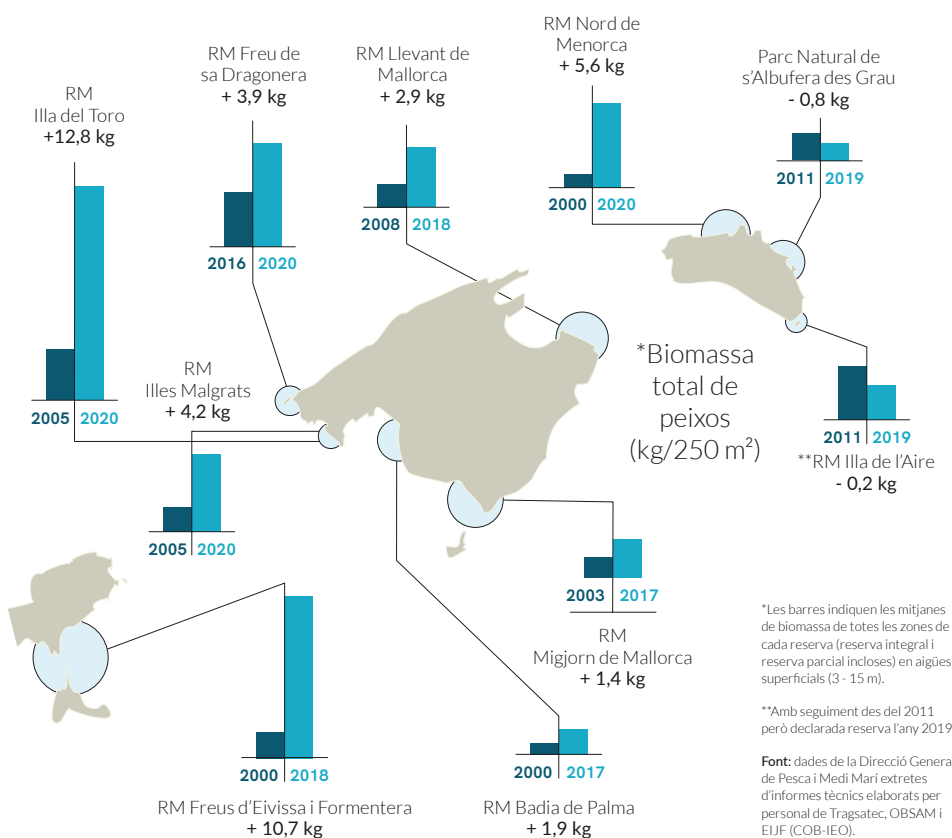 RM
Illa del Toro
+12,8 kg
2005 2020
RM Freu de
sa Dragonera
+ 3,9 kg
2016 2020
RM Llevant de
Mallorca
+ 2,9 kg
2008 2018
RM Nord de
Menorca
+ 5,6 kg
2000 2020
Parc Natural de
s'Albufera des Grau
- 0,8 kg
2011 2019
RM
Illes Malgrats
+ 4,2 kg
2005 2020
*Biomassa
total de
peixos
(kg/250 m²)
2011 2019
**RM Illa de l'Aire
- 0,2 kg
2003 2017
RM
Migjorn de Mallorca
+ 1,4 kg
2000 2018
RM Freus d'Eivissa i Formentera
+ 10,7 kg
2000 2017
RM Badia de Palma
+ 1,9 kg
*Les barres indiquen les mitjanes
de biomassa de totes les zones de
cada reserva (reserva integral i
reserva parcial incloses) en aigües
superficials (3 - 15 m).
**Amb seguiment des del 2011
però declarada reserva l'any 2019
Font: dades de la Direcció Genera
de Pesca i Medi Marí extretes
d'informes tècnics elaborats per
personal de Tragsatec, OBSAM i
EIJF (COB-IEO).